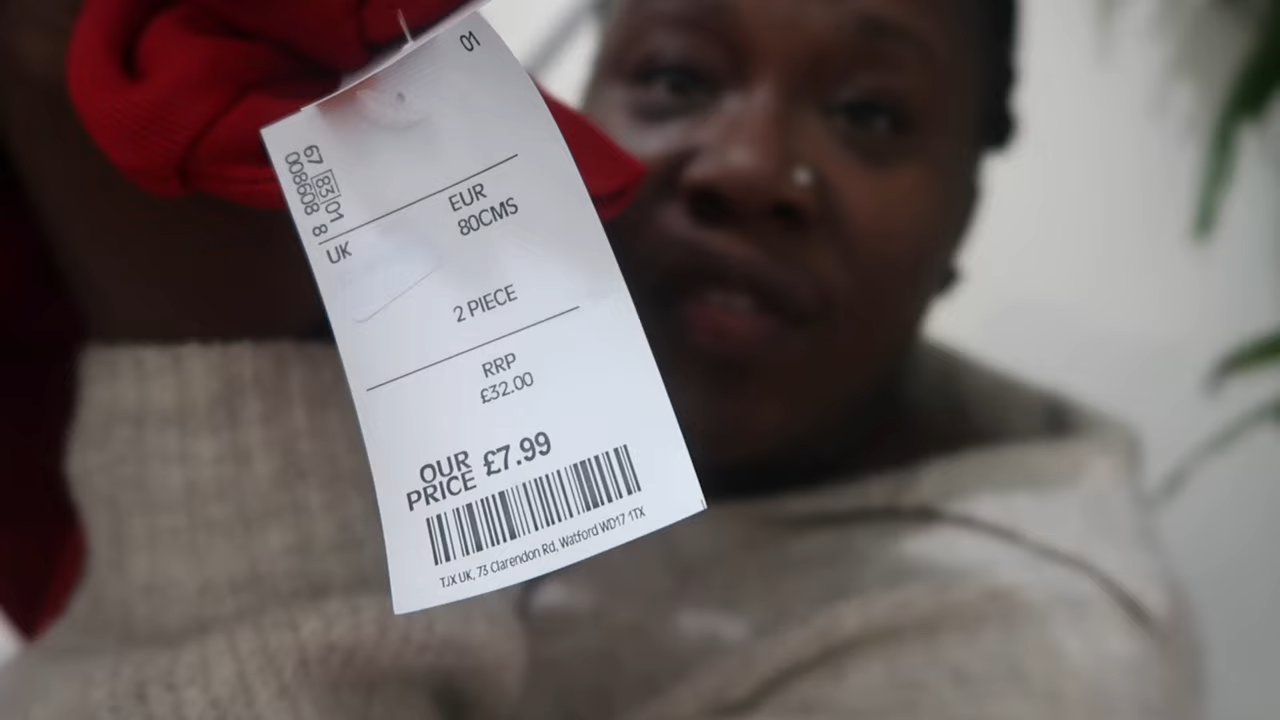 01
67 83 01
008608 8
UK
EUR
80CMS
2 PIECE
RRP
£32.00
OUR PRICE £7.99
TJX UK, 73 Clarendon Rd, Watford WD17 1TX